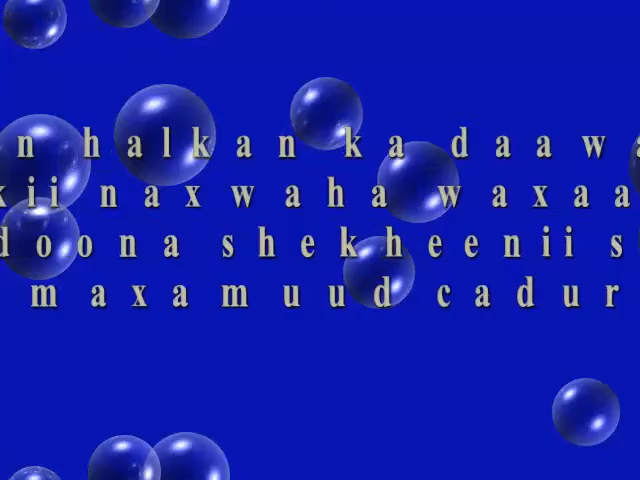 n halkan ka daawa
kii naxwaha waxaa
doona shekheenii s
maxamuud cadur